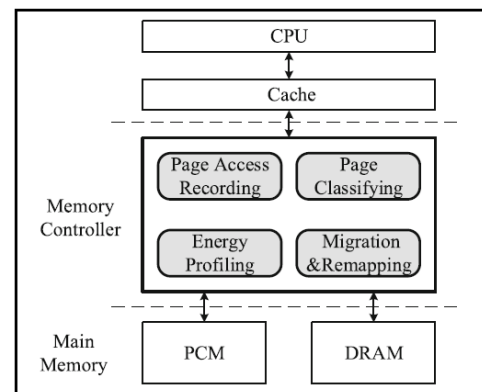 CPU
Cache
Page Access
Recording
Page
Classifying
Memory
Controller
Energy
Profiling
Migration
&Remapping
Main
Memory
PCM
DRAM